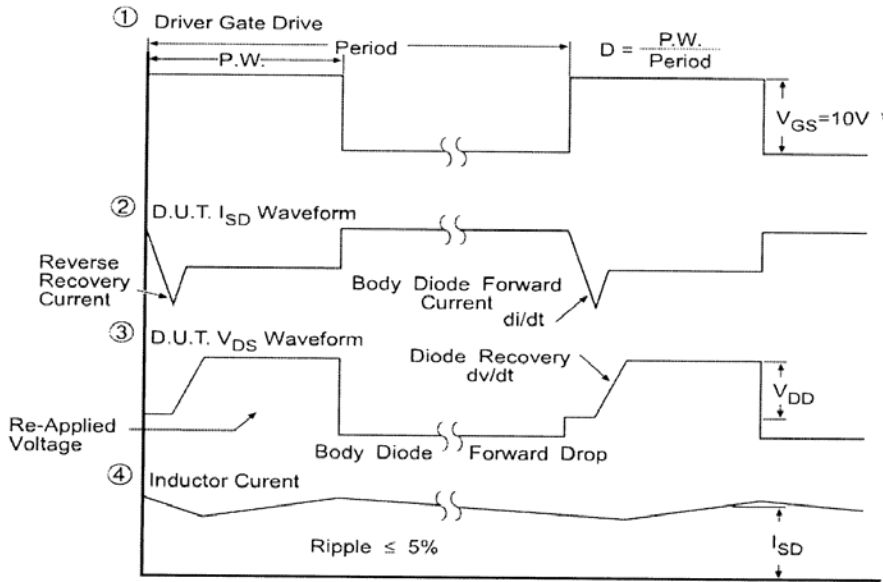 ① Driver Gate Drive
P.W.
Period
D = P.W. / Period
V_GS=10V
② D.U.T. I_SD Waveform
Reverse
Recovery
Current
Body Diode Forward
Current
di/dt
③ D.U.T. V_DS Waveform
Diode Recovery
dv/dt
V_DD
Re-Applied
Voltage
Body Diode Forward Drop
④ Inductor Curent
Ripple ≤ 5%
I_SD